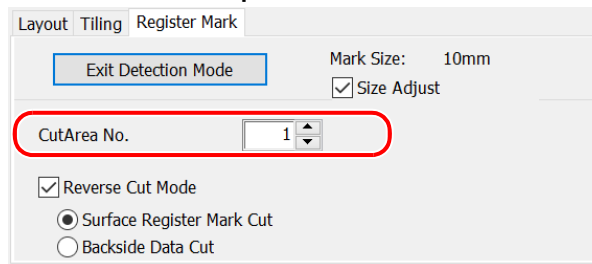 Layout Tiling Register Mark
Exit Detection Mode
Mark Size: 10mm
Size Adjust
CutArea No. 1
Reverse Cut Mode
Surface Register Mark Cut
Backside Data Cut